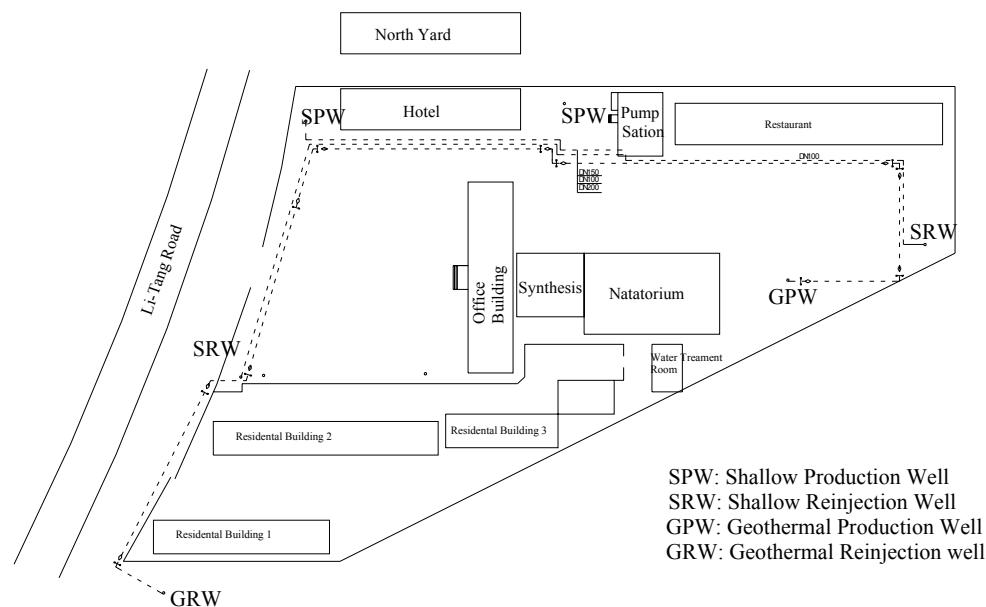 North Yard
Hotel
SPW
SPW
Pump
Sation
Restaurant
DN100
DN150
DN100
DN200
Li-Tang Road
Office
Building
Synthesis
Natatorium
SRW
GPW
SRW
Water Treament
Room
Residental Building 2
Residental Building 3
Residental Building 1
GRW
SPW: Shallow Production Well
SRW: Shallow Reinjection Well
GPW: Geothermal Production Well
GRW: Geothermal Reinjection well